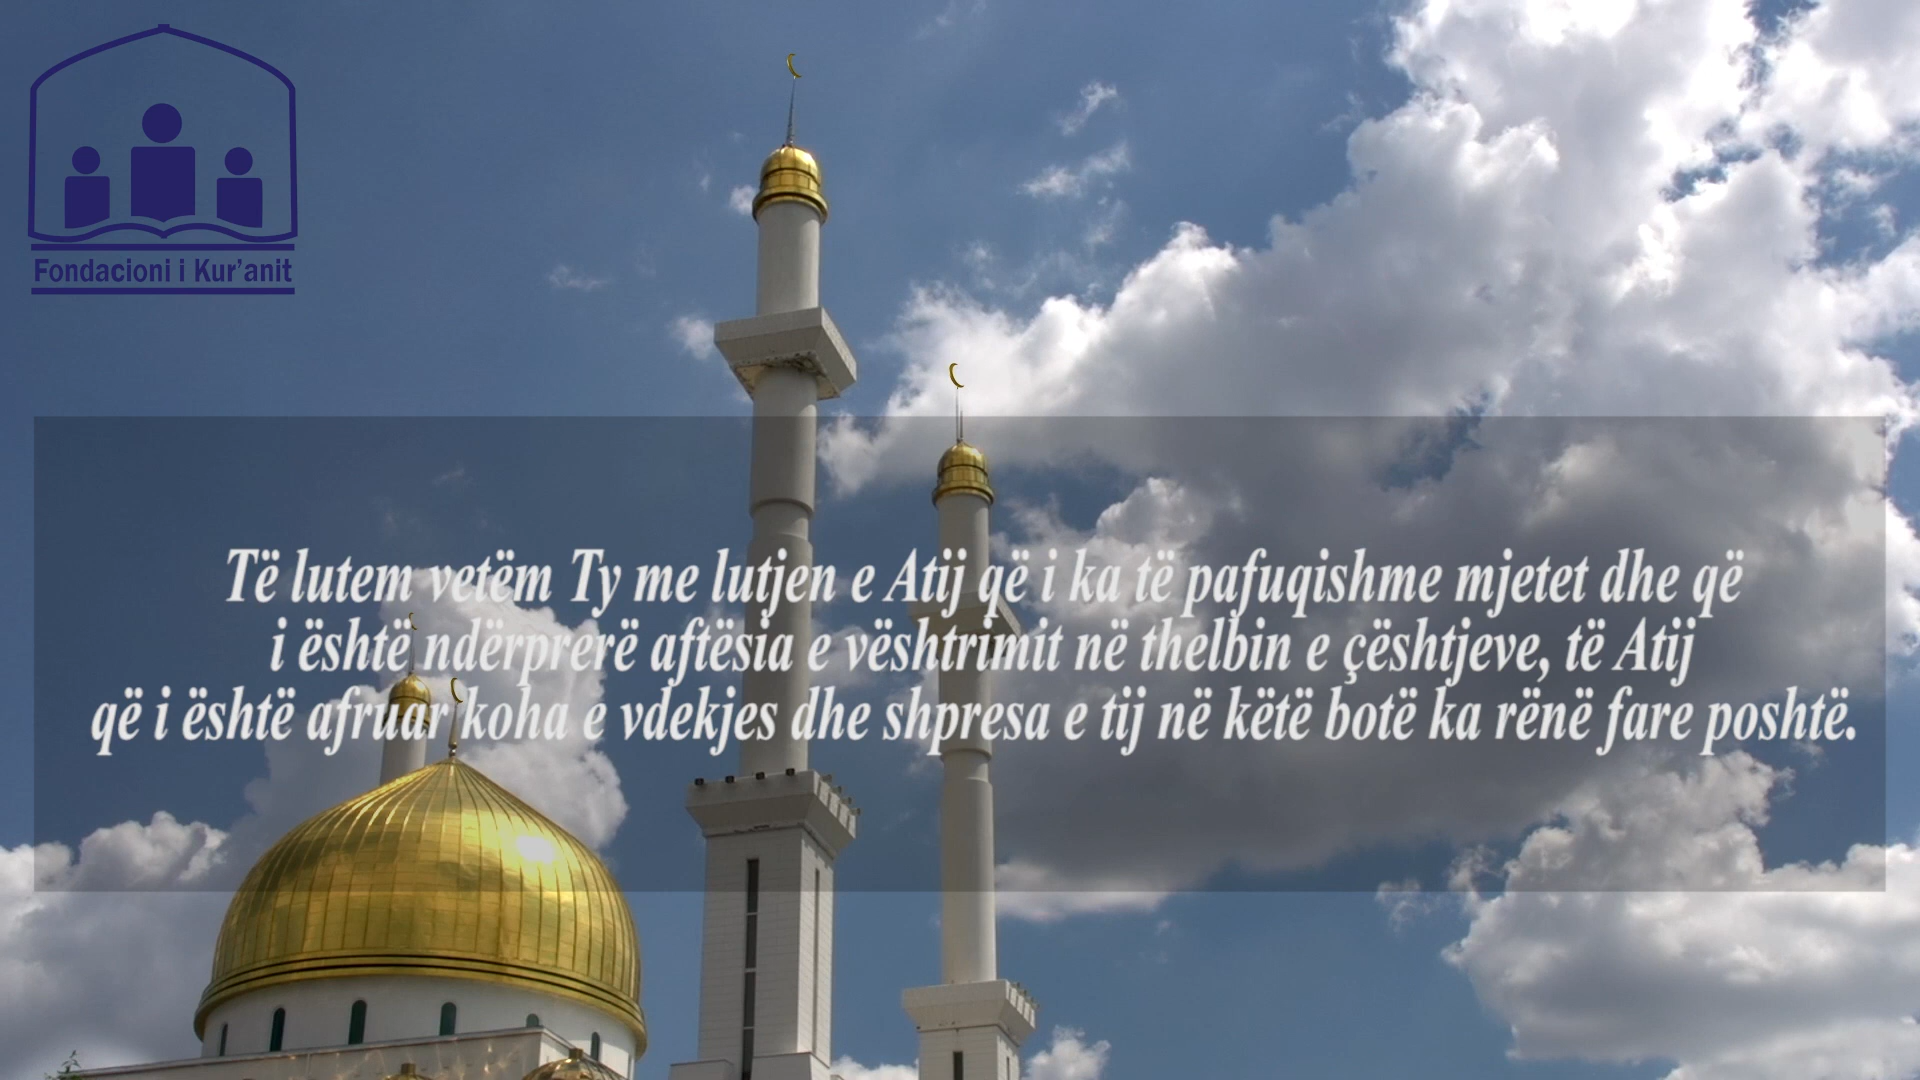 Fondacioni i Kur'anit
Të lutem vetëm Ty me lutjen e Atij që i ka të pafuqishme mjetet dhe që
i është ndërprerë aftësia e vështrimit në thelbin e çështjeve, të Atij
që i është afruar koha e vdekjes dhe shpresa e tij në këtë botë ka rënë fare poshtë.